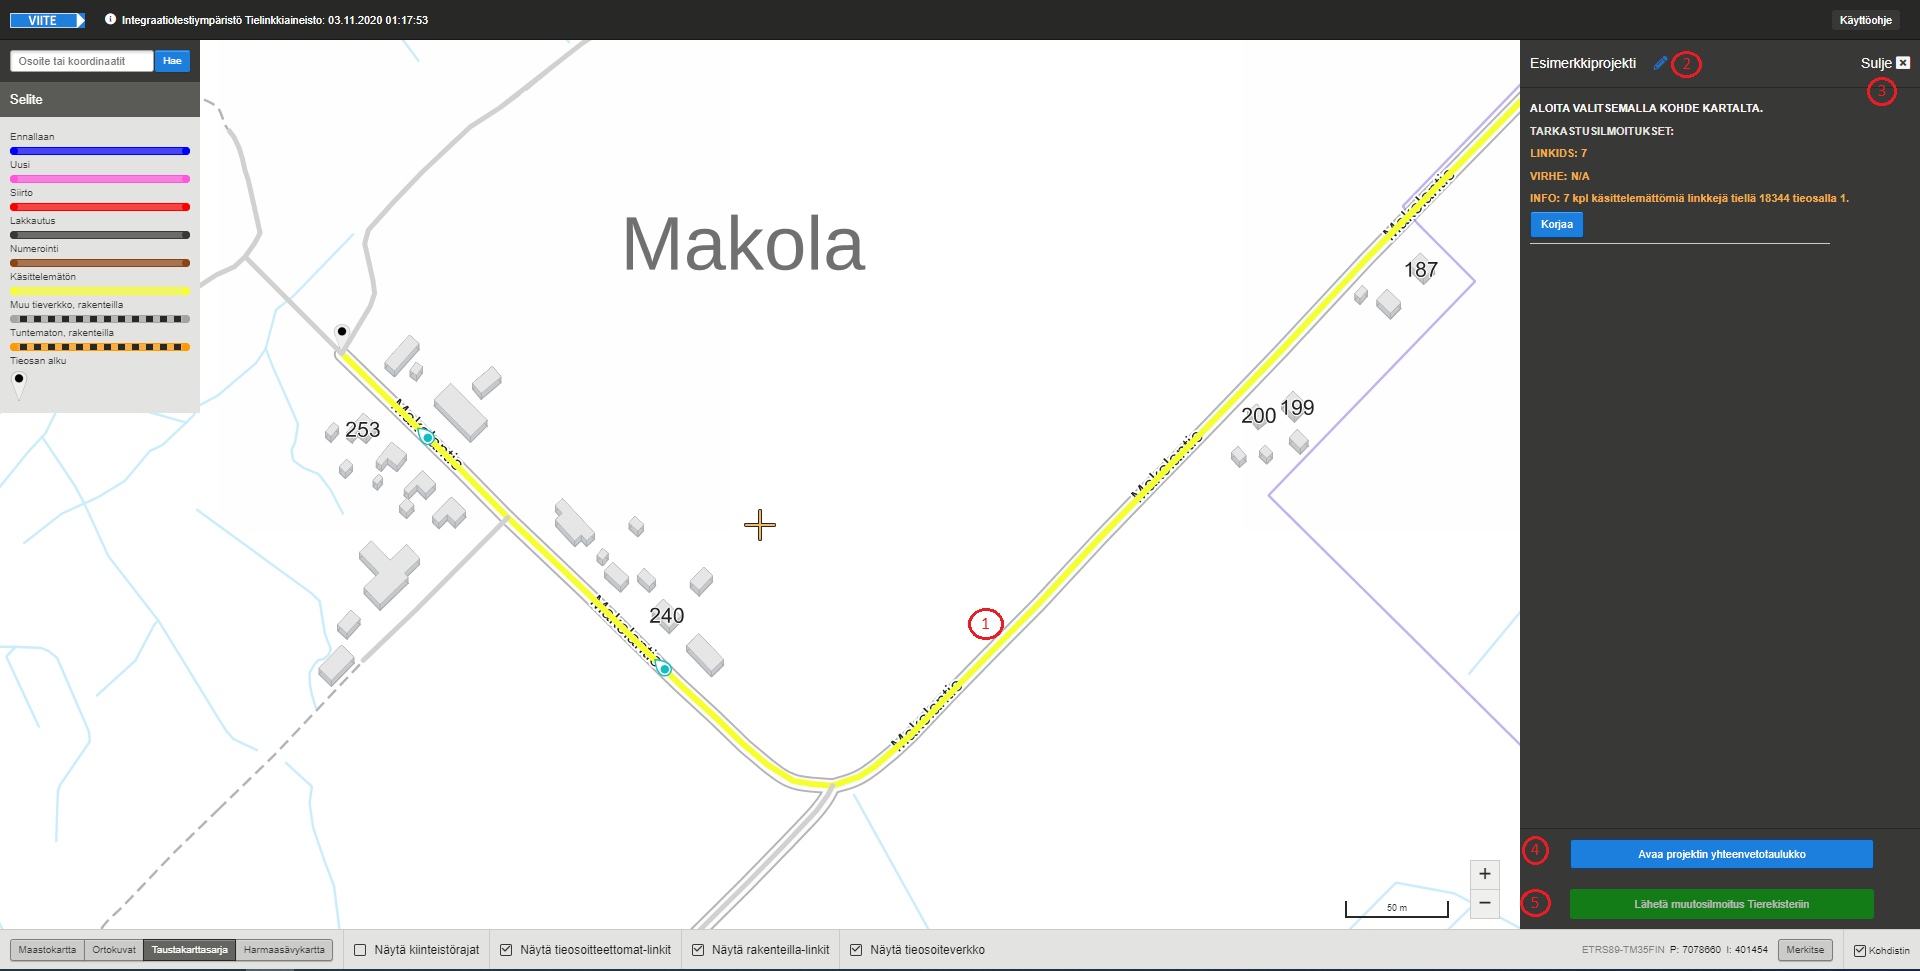 VIITE
Integraatiotestiympäristö Tielinkkiaineisto: 03.11.2020 01:17:53
Käyttöohje
Osoite tai koordinaatit
Hae
Selite
Ennallaan
Uusi
Siirto
Lakkautus
Numerointi
Käsittelemätön
Muu tieverkko, rakenteilla
Tuntematon, rakenteilla
Tieosan alku
Makola
187
200
199
253
240
Makolantie
Makolantie
Makolantie
Makolantie
Makolantie
1
Esimerkkiprojekti
2
Sulje
3
ALOITA VALITSEMALLA KOHDE KARTALTA.
TARKASTUSILMOITUKSET:
LINKIDS: 7
VIRHE: N/A
INFO: 7 kpl käsittelemättömiä linkkejä tiellä 18344 tieosalla 1.
Korjaa
4
Avaa projektin yhteenvetotaulukko
5
Lähetä muutosilmoitus Tierekisteriin
+
−
50 m
Maastokartta
Ortokuvat
Taustakarttasarja
Harmaasävykartta
Näytä kiinteistörajat
Näytä tieosoitteettomat-linkit
Näytä rakenteilla-linkit
Näytä tieosoiteverkko
ETRS89-TM35FIN P: 7078660 I: 401454
Merkitse
Kohdistin